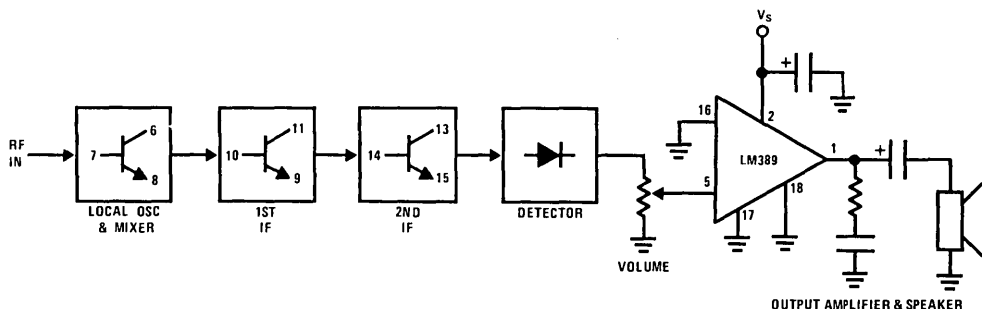 VS
+
16
2
6
11
13
RF
IN
7
10
14
LM389
1
+
8
9
15
5
18
17
LOCAL OSC
& MIXER
1ST
IF
2ND
IF
DETECTOR
VOLUME
OUTPUT AMPLIFIER & SPEAKER